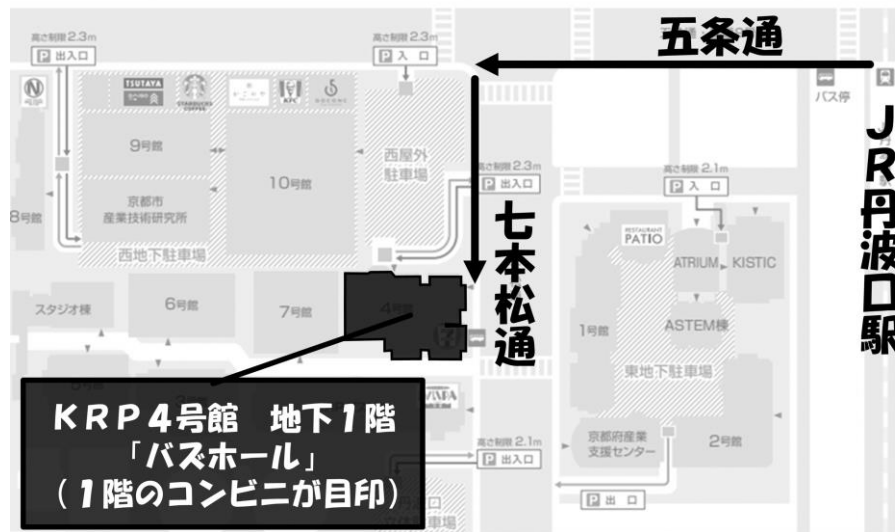 五条通
高さ制限2.3m
P 出入口
高さ制限2.3m
P 入 口
バス停
JR丹波口駅
TSUTAYA
STARBUCKS COFFEE
KFC
9号館
10号館
西屋外
駐車場
高さ制限2.3m
P 出入口
高さ制限2.1m
P 入 口
京都市
産業技術研究所
8号館
西地下駐車場
七本松通
RESTAURANT
PATIO
ATRIUM
KISTIC
スタジオ棟
6号館
7号館
4号館
1号館
ASTEM棟
東地下駐車場
KRP4号館 地下1階
「バズホール」
(1階のコンビニが目印)
高さ制限2.1m
P 出入口
京都府産業
支援センター
2号館
P 出 口